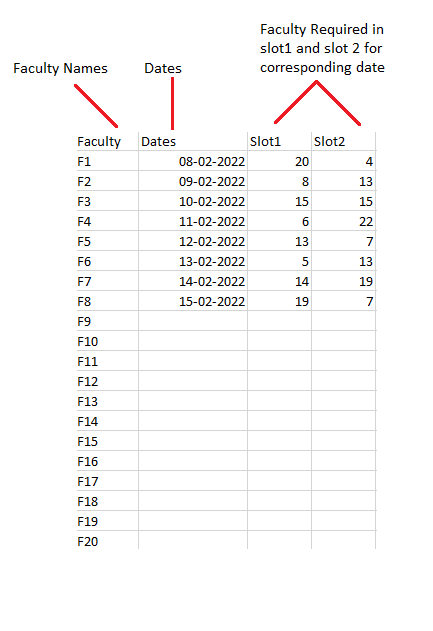 Faculty Required in
slot1 and slot 2 for
corresponding date
Faculty Names Dates
Faculty Dates Slot1 Slot2
F1 08-02-2022 20 4
F2 09-02-2022 8 13
F3 10-02-2022 15 15
F4 11-02-2022 6 22
F5 12-02-2022 13 7
F6 13-02-2022 5 13
F7 14-02-2022 14 19
F8 15-02-2022 19 7
F9
F10
F11
F12
F13
F14
F15
F16
F17
F18
F19
F20